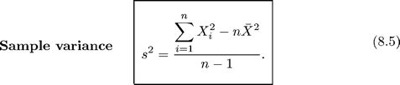 Sample variance s² = (∑_{i=1}^{n} X_i² − nX̄²) / (n − 1). (8.5)